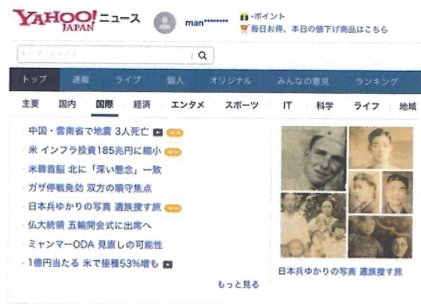 YAHOO! ニュース
JAPAN
man********
-ポイント
毎日お得、本日の値下げ商品はこちら
トップ 速報 ライブ 個人 オリジナル みんなの意見 ランキング
主要 国内 国際 経済 エンタメ スポーツ IT 科学 ライフ 地域
中国・雲南省で地震 3人死亡 NEW
米 インフラ投資185兆円に縮小 NEW
米韓首脳 北に「深い懸念」一致
ガザ停戦発効 双方の順守焦点
日本兵ゆかりの写真 遺族捜す旅 NEW
仏大統領 五輪開会式に出席へ
ミャンマーODA 見直しの可能性
1億円当たる 米で接種53%増も
もっと見る
日本兵ゆかりの写真 遺族捜す旅